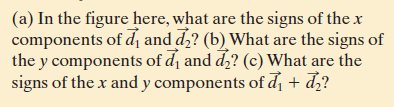 (a) In the figure here, what are the signs of the x
components of d⃗₁ and d⃗₂? (b) What are the signs of
the y components of d⃗₁ and d⃗₂? (c) What are the
signs of the x and y components of d⃗₁ + d⃗₂?